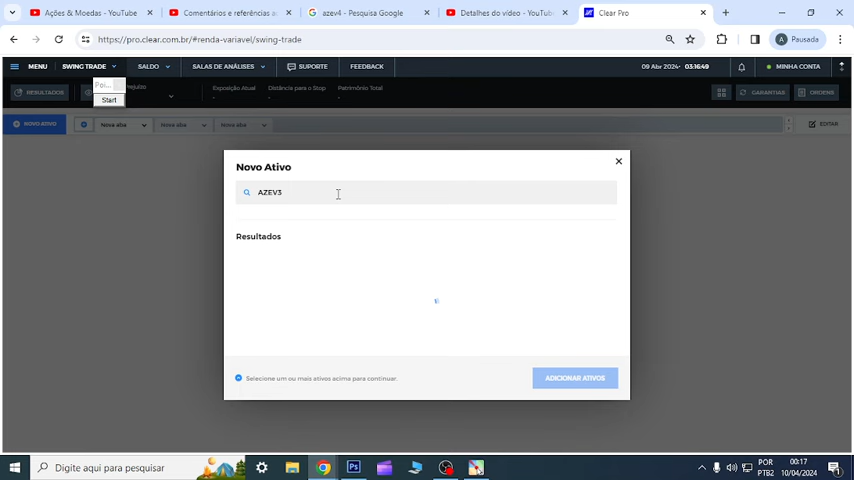 Ações & Moedas - YouTube
Comentários e referências a
azev4 - Pesquisa Google
Detalhes do vídeo - YouTube
Clear Pro
https://pro.clear.com.br/#renda-variavel/swing-trade
Pausada
MENU SWING TRADE SALDO SALAS DE ANÁLISES SUPORTE FEEDBACK 09 Abr 2024 03:16:49 MINHA CONTA
Poi...
Start
RESULTADOS
Exposição Atual Distância para o Stop Patrimônio Total
GARANTIAS ORDENS
NOVO ATIVO Nova aba Nova aba Nova aba EDITAR
Novo Ativo
AZEV3
Resultados
Selecione um ou mais ativos acima para continuar.
ADICIONAR ATIVOS
Digite aqui para pesquisar
POR 00:17
PTB2 10/04/2024